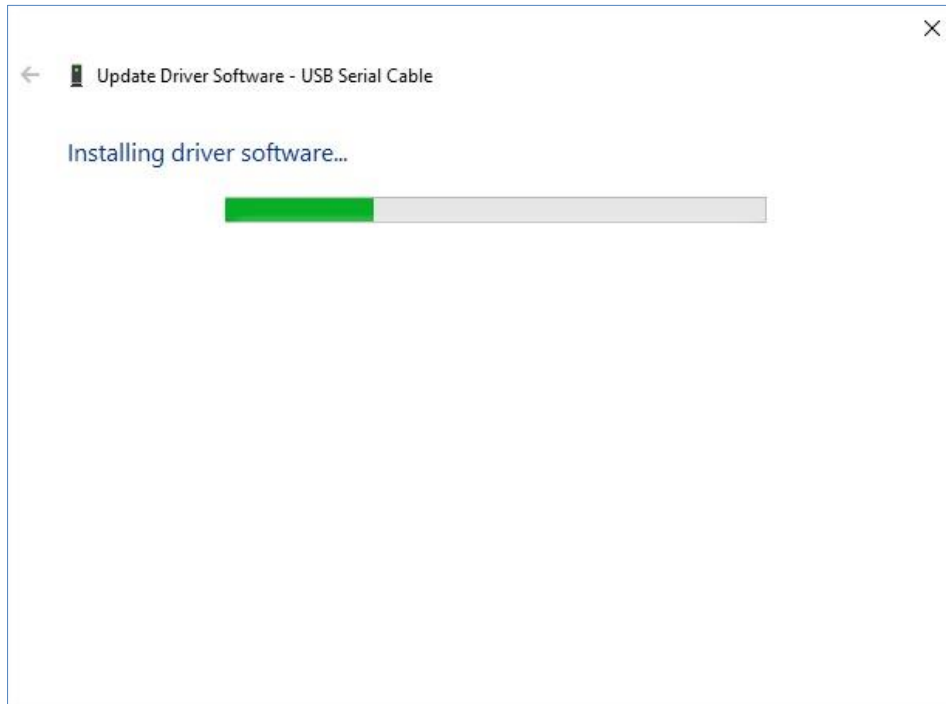 Update Driver Software - USB Serial Cable
Installing driver software...